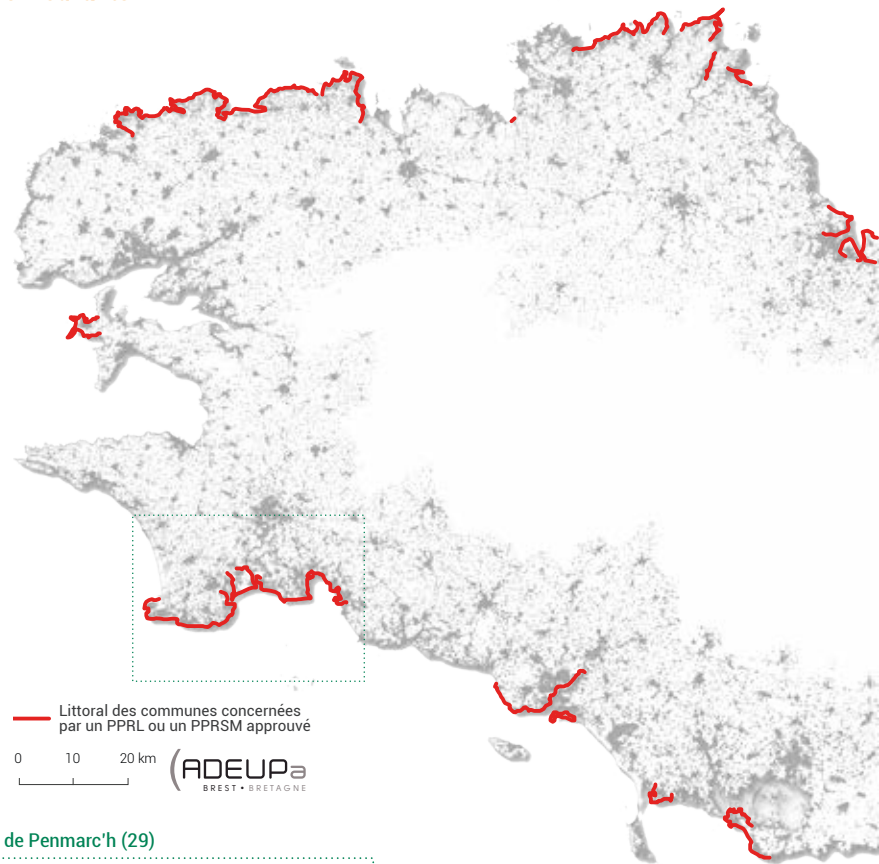 Littoral des communes concernées
par un PPRL ou un PPRSM approuvé
0 10 20 km
ADEUPa
BREST • BRETAGNE
de Penmarc'h (29)